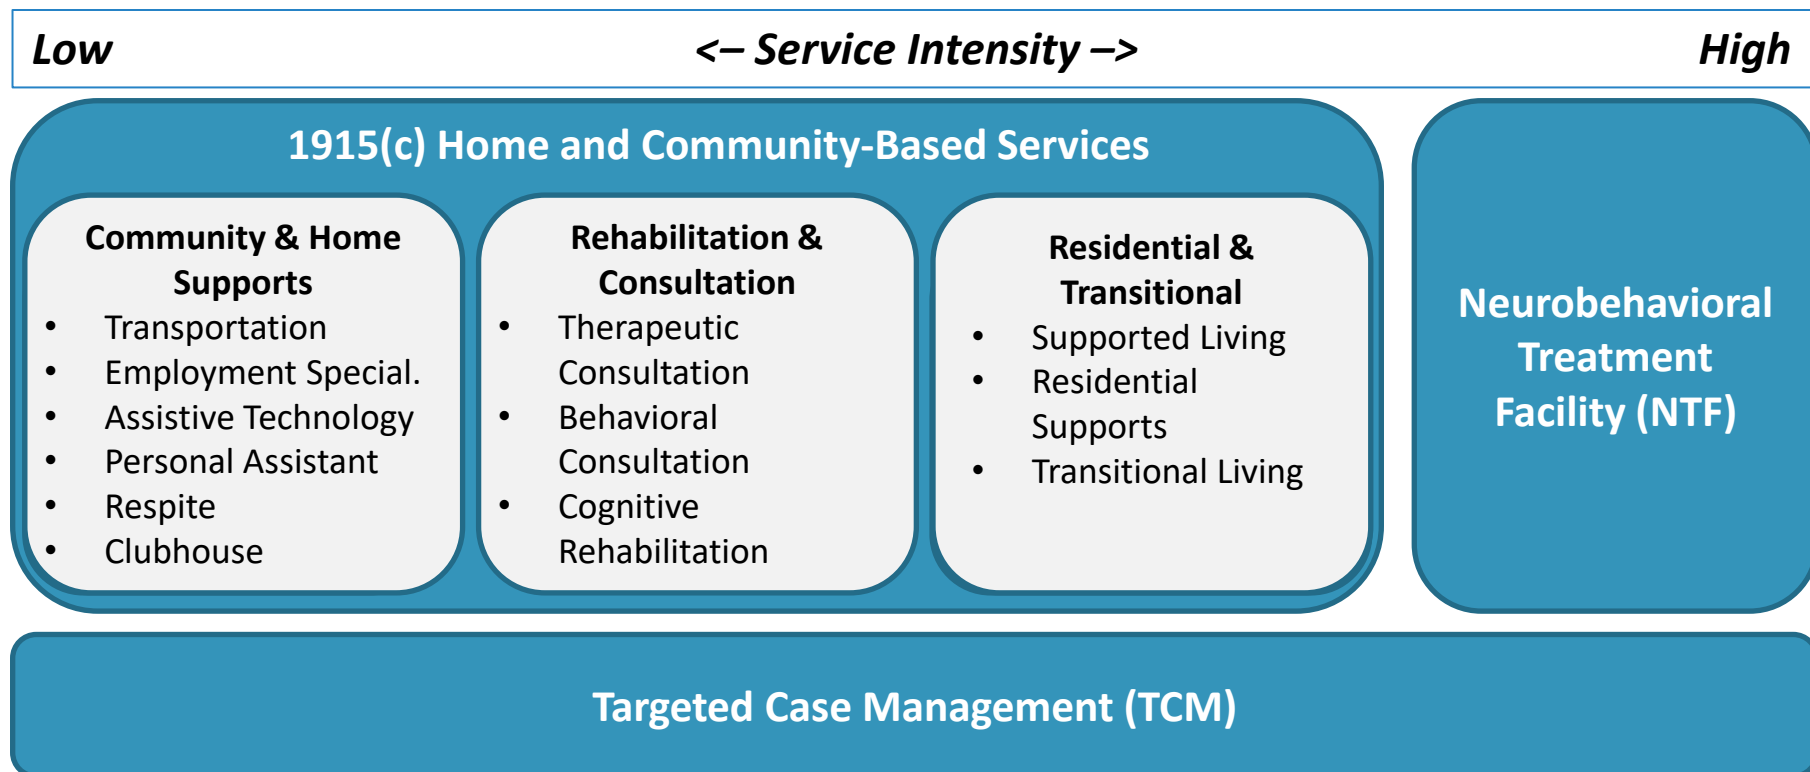 Low <– Service Intensity –> High
1915(c) Home and Community-Based Services
Community & Home
Supports
• Transportation
• Employment Special.
• Assistive Technology
• Personal Assistant
• Respite
• Clubhouse
Rehabilitation &
Consultation
• Therapeutic
Consultation
• Behavioral
Consultation
• Cognitive
Rehabilitation
Residential &
Transitional
• Supported Living
• Residential
Supports
• Transitional Living
Neurobehavioral
Treatment
Facility (NTF)
Targeted Case Management (TCM)